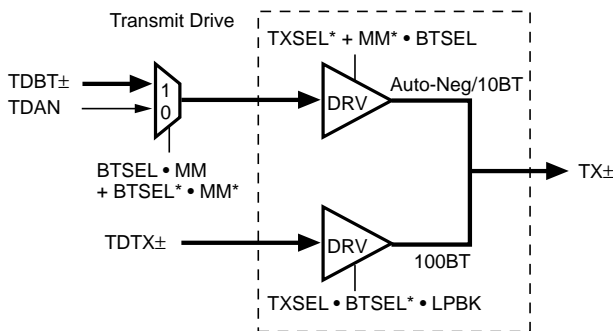 Transmit Drive
TXSEL* + MM* • BTSEL
TDBT±
TDAN
1
0
DRV
Auto-Neg/10BT
BTSEL • MM
+ BTSEL* • MM*
TX±
TDTX±
DRV
100BT
TXSEL • BTSEL* • LPBK